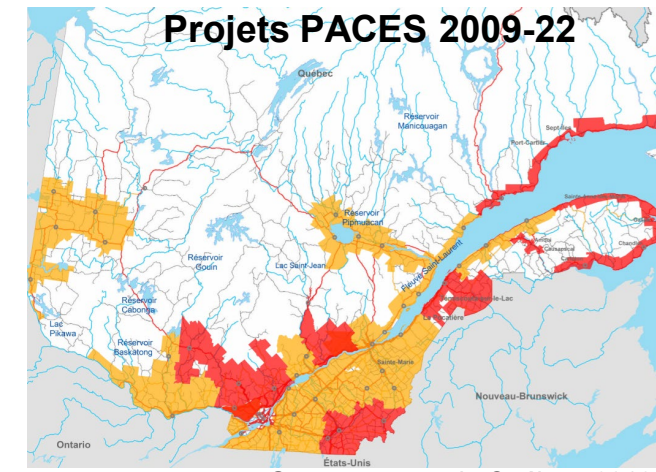 Projets PACES 2009-22
Québec
Réservoir
Manicouagan
Sept-Iles
Port-Cartier
Réservoir
Pipmuacan
Réservoir
Gouin
Lac Saint-Jean
Fleuve Saint-Laurent
Réservoir
Cabonga
Lac
Pikawa
Réservoir
Baskatong
La Pocatière
Sainte-Marie
Nouveau-Brunswick
Ontario
États-Unis